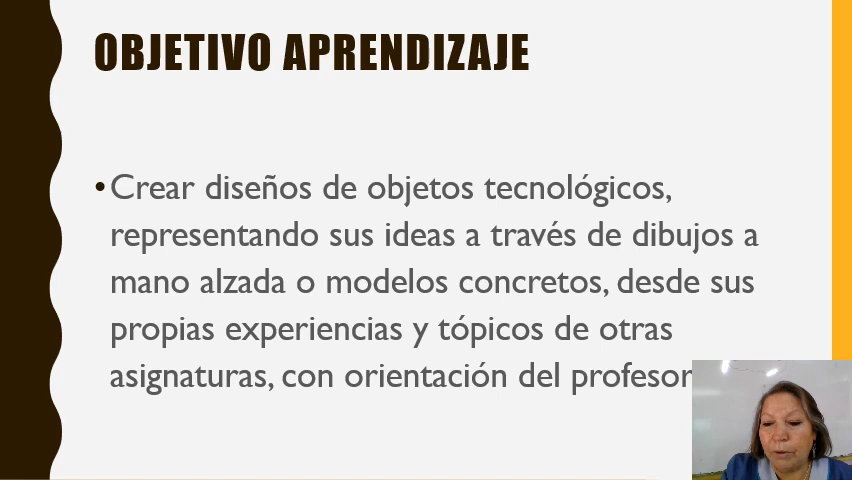 OBJETIVO APRENDIZAJE
•Crear diseños de objetos tecnológicos,
representando sus ideas a través de dibujos a
mano alzada o modelos concretos, desde sus
propias experiencias y tópicos de otras
asignaturas, con orientación del profesor